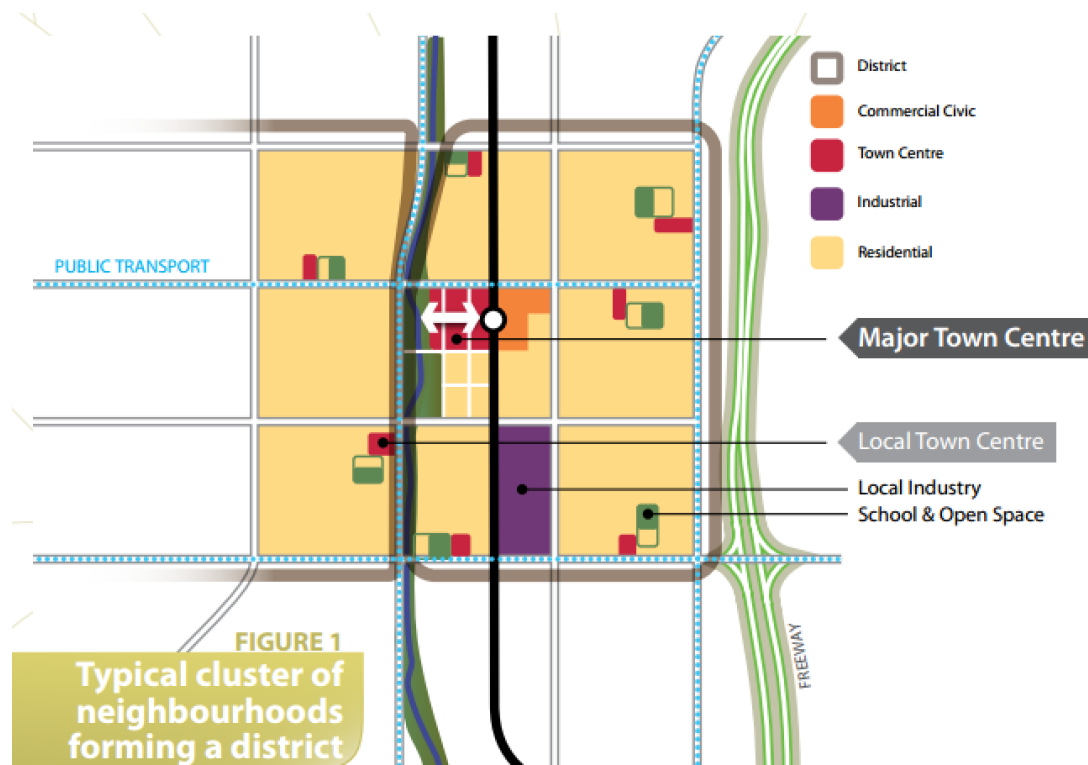 District
Commercial Civic
Town Centre
Industrial
Residential
PUBLIC TRANSPORT
Major Town Centre
Local Town Centre
Local Industry
School & Open Space
FREEWAY
FIGURE 1
Typical cluster of
neighbourhoods
forming a district